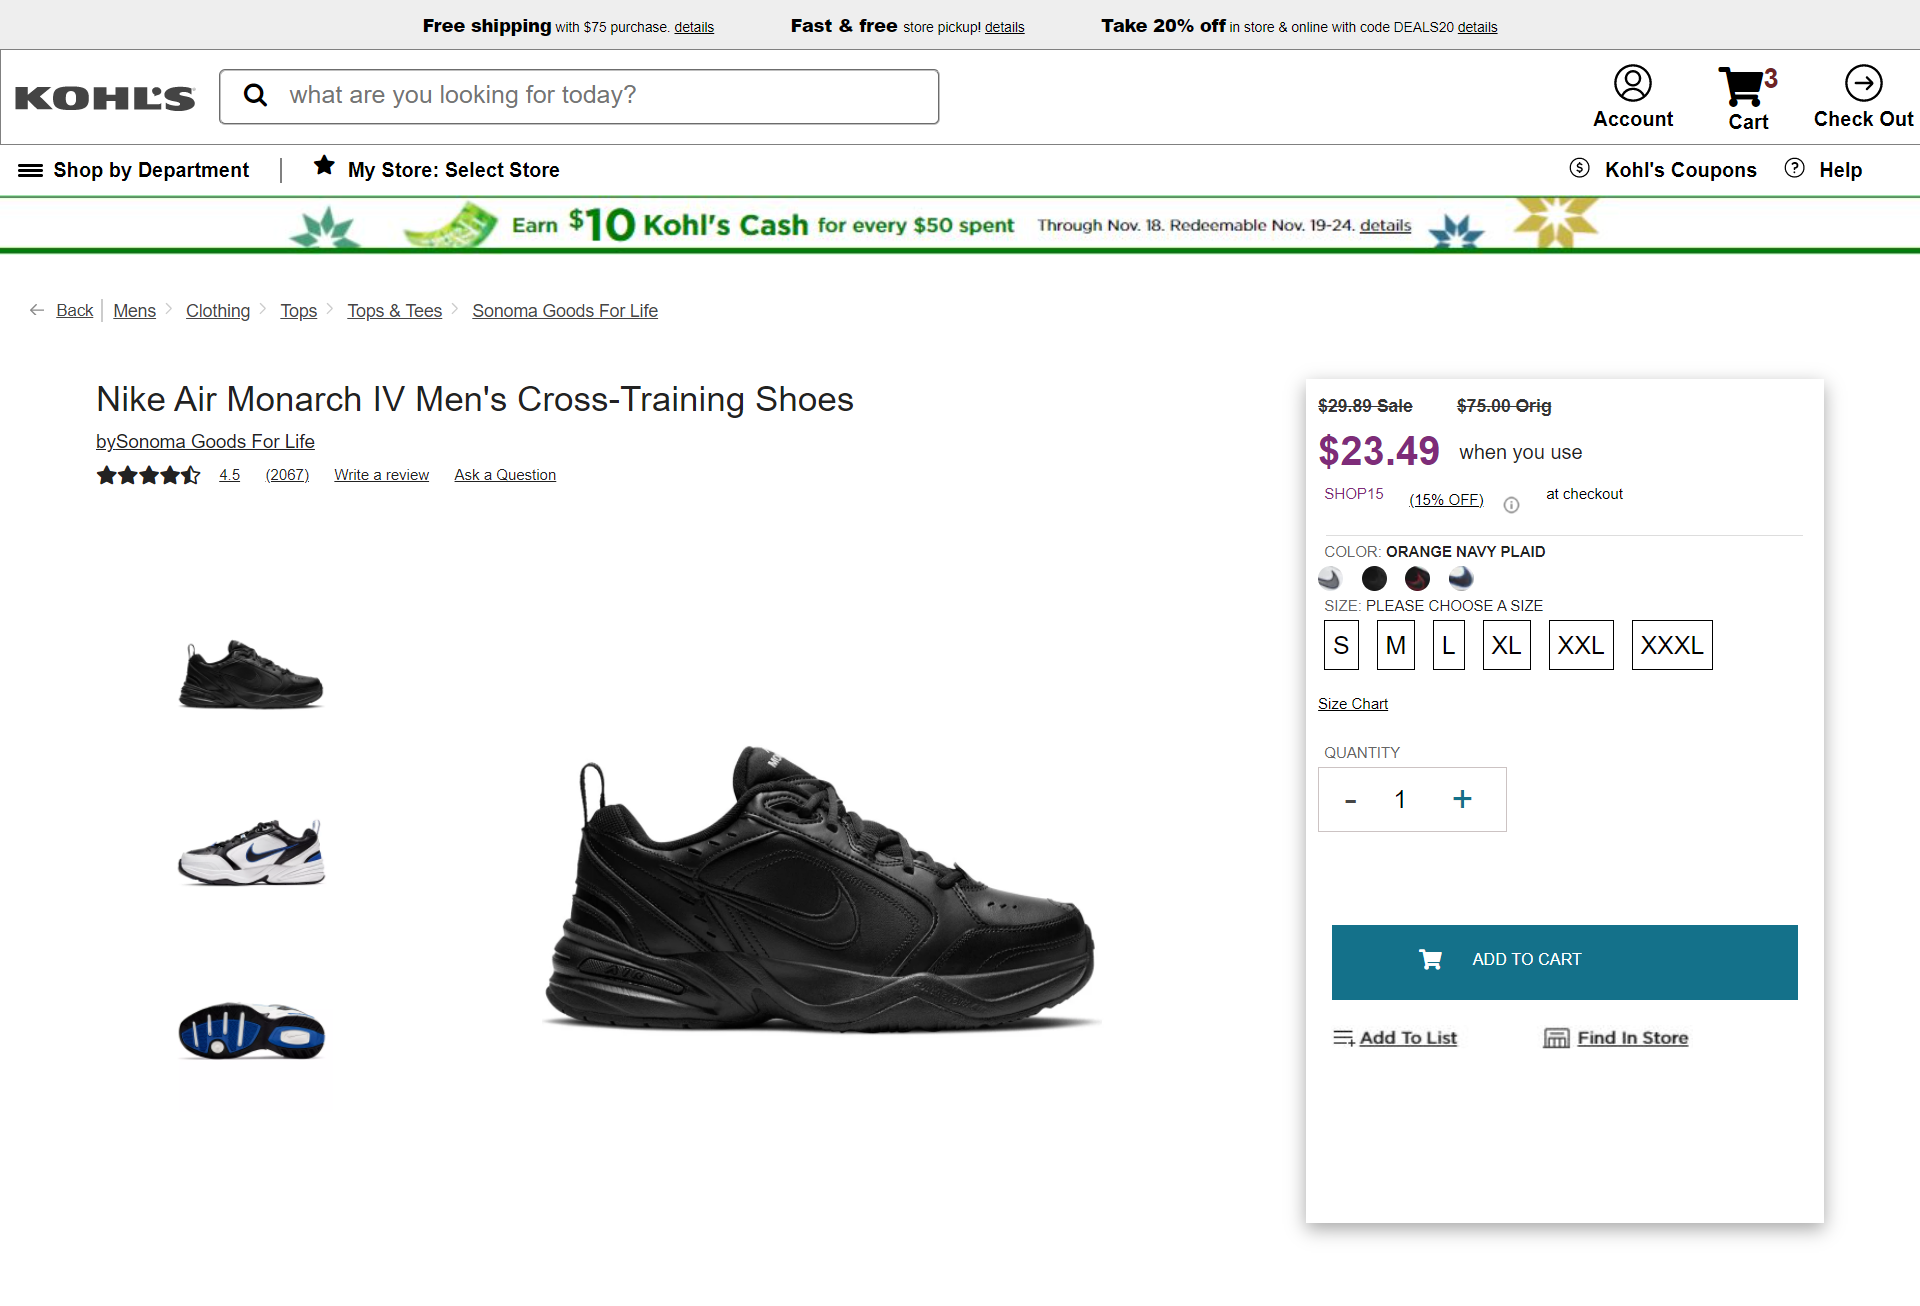 Free shipping with $75 purchase. details
Fast & free store pickup! details
Take 20% off in store & online with code DEALS20 details
KOHL'S
what are you looking for today?
Account
3
Cart
Check Out
Shop by Department
My Store: Select Store
$
Kohl's Coupons
?
Help
Earn $10 Kohl's Cash for every $50 spent
Through Nov. 18. Redeemable Nov. 19-24. details
Back
Mens
Clothing
Tops
Tops & Tees
Sonoma Goods For Life
Nike Air Monarch IV Men's Cross-Training Shoes
bySonoma Goods For Life
4.5
(2067)
Write a review
Ask a Question
AIR
$29.89 Sale
$75.00 Orig
$23.49
when you use
SHOP15
(15% OFF)
i
at checkout
COLOR: ORANGE NAVY PLAID
SIZE: PLEASE CHOOSE A SIZE
S
M
L
XL
XXL
XXXL
Size Chart
QUANTITY
-
1
+
ADD TO CART
Add To List
Find In Store